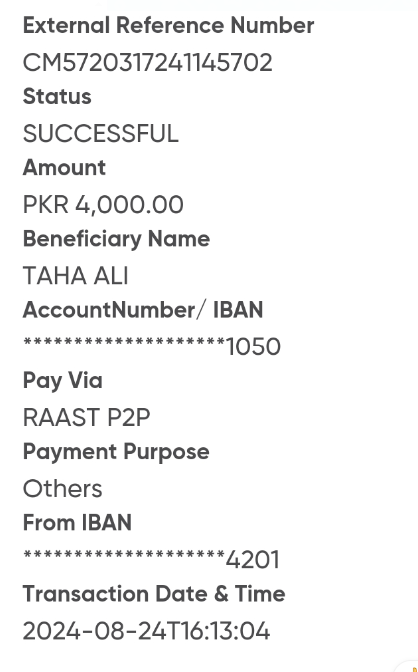 External Reference Number
CM5720317241145702
Status
SUCCESSFUL
Amount
PKR 4,000.00
Beneficiary Name
TAHA ALI
AccountNumber/ IBAN
********************1050
Pay Via
RAAST P2P
Payment Purpose
Others
From IBAN
********************4201
Transaction Date & Time
2024-08-24T16:13:04